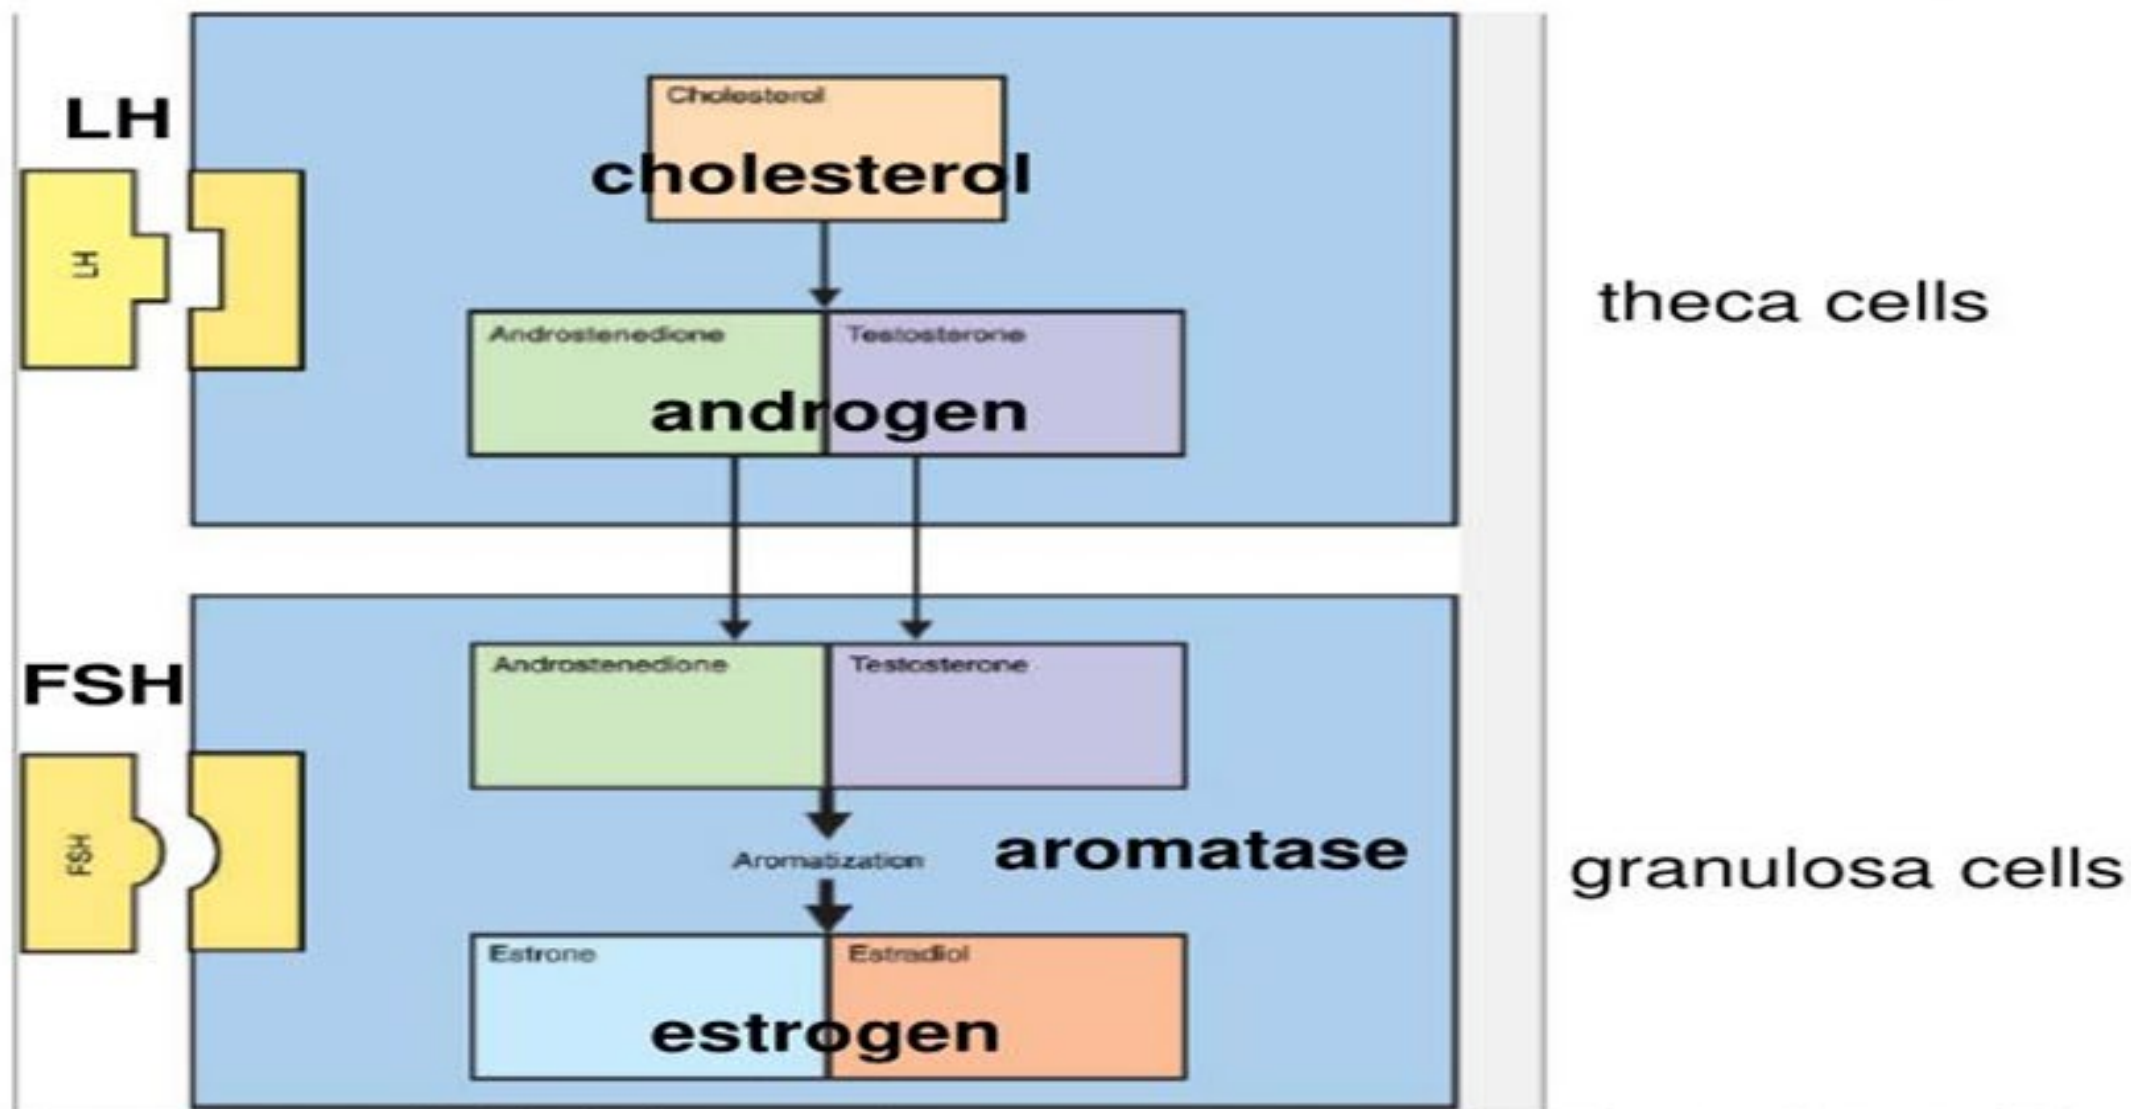 LH
Cholesterol
cholesterol
LH
theca cells
Androstenedione Testosterone
androgen
FSH
Androstenedione Testosterone
FSH
Aromatization aromatase
granulosa cells
Estrone Estradiol
estrogen